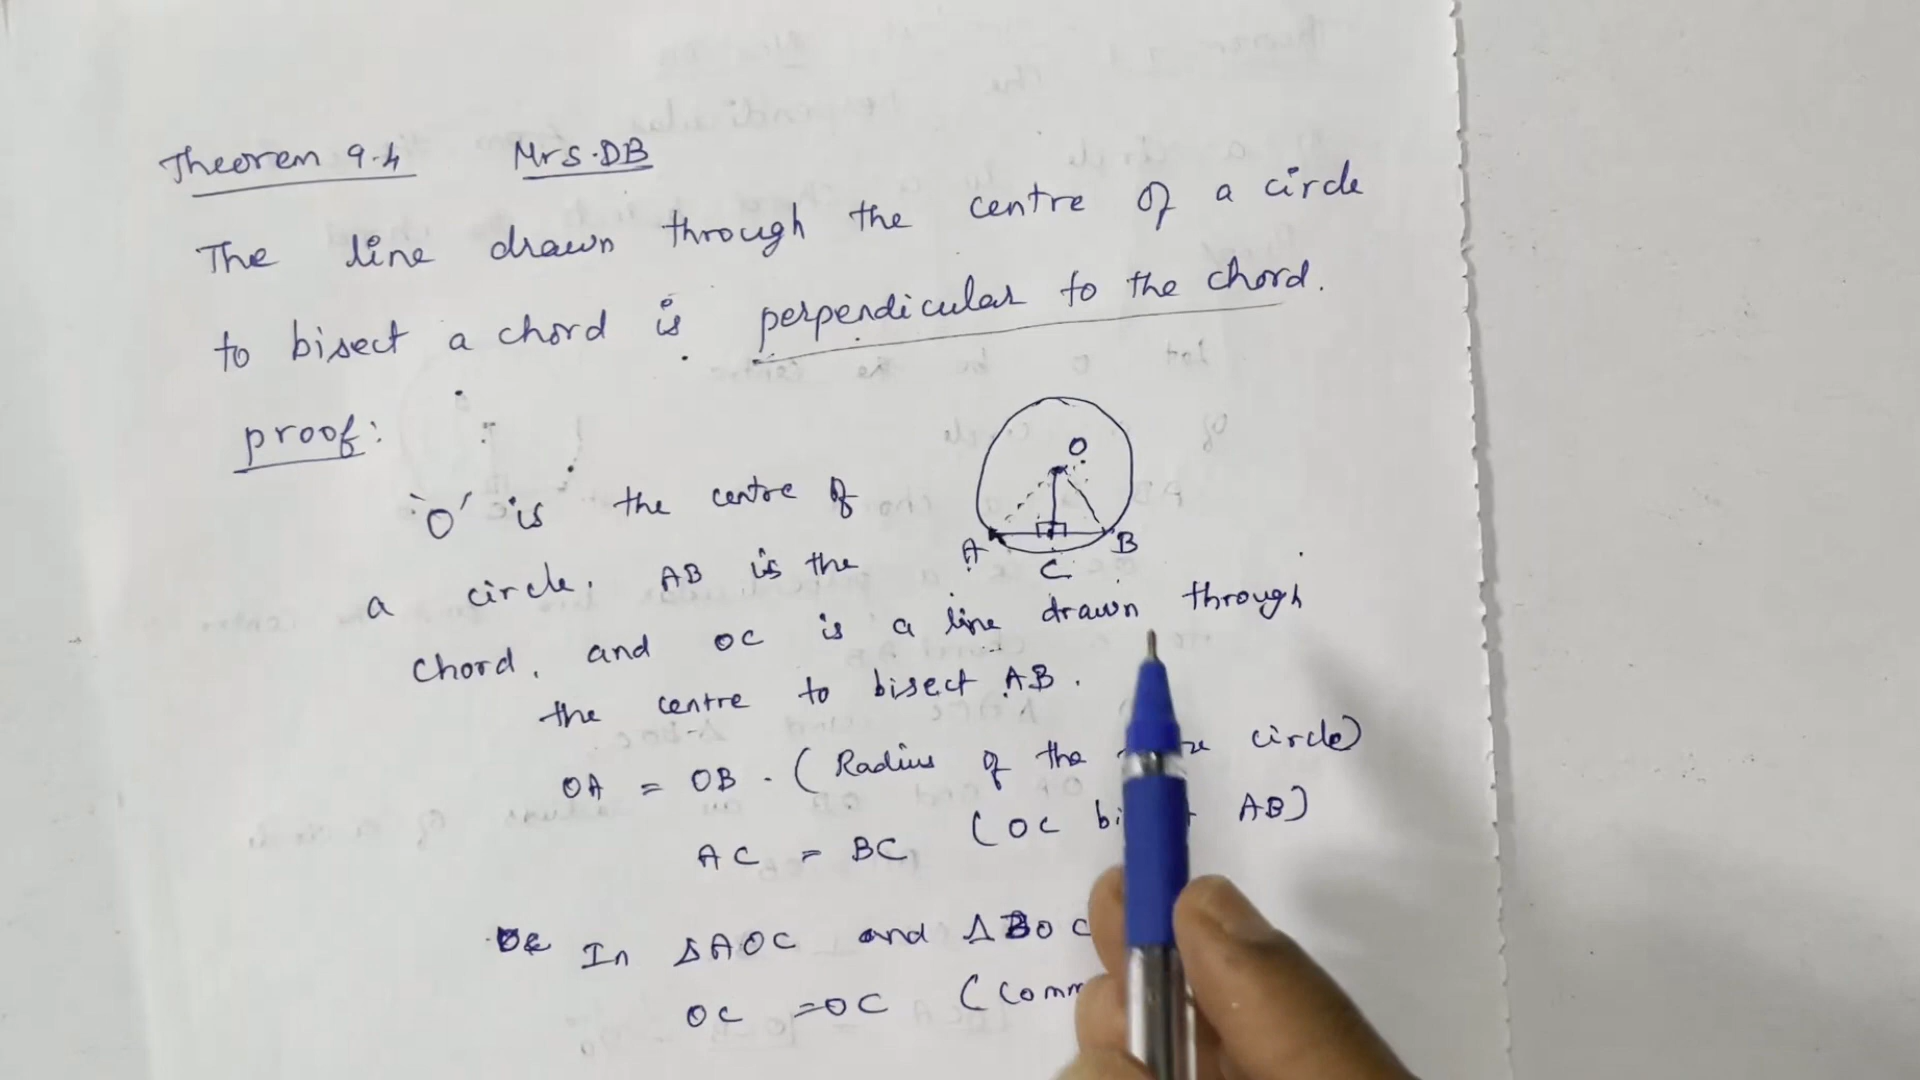 Theorem 9.4 Mrs.DB
The line drawn through the centre of a circle
to bisect a chord is perpendicular to the chord.
proof:
O
A B
C
'O' is the centre of
a circle, AB is the
chord, and OC is a line drawn through
the centre to bisect AB.
OA = OB. (Radius of the circle)
AC = BC (OC AB)
In ΔAOC and ΔBOC
OC =OC